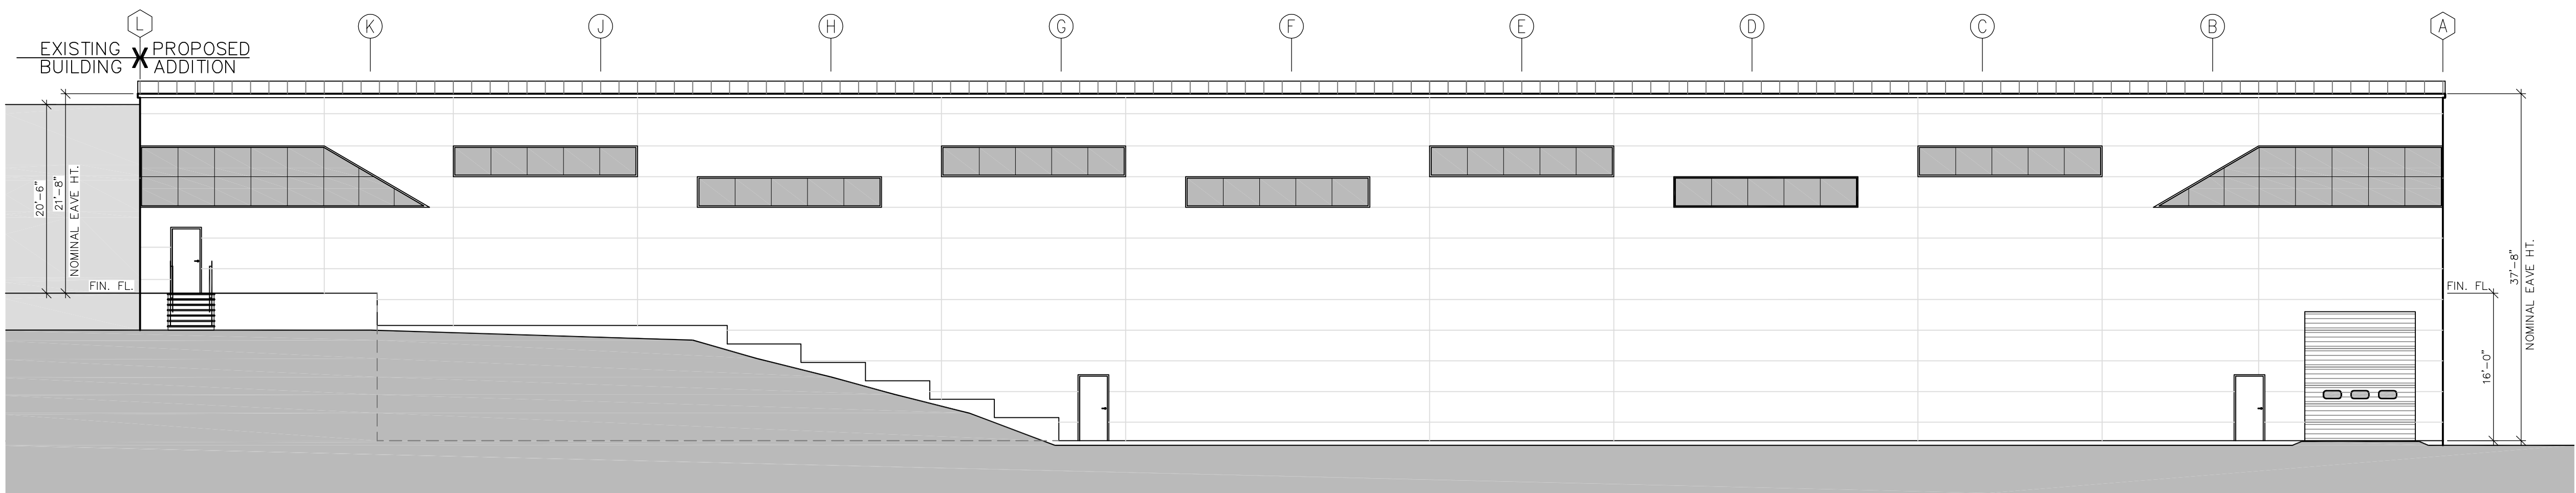 L
K
J
H
G
F
E
D
C
B
A
EXISTING
BUILDING
X
PROPOSED
ADDITION
20'-6"
21'-8"
NOMINAL EAVE HT.
FIN. FL.
FIN. FL.
16'-0"
37'-8"
NOMINAL EAVE HT.